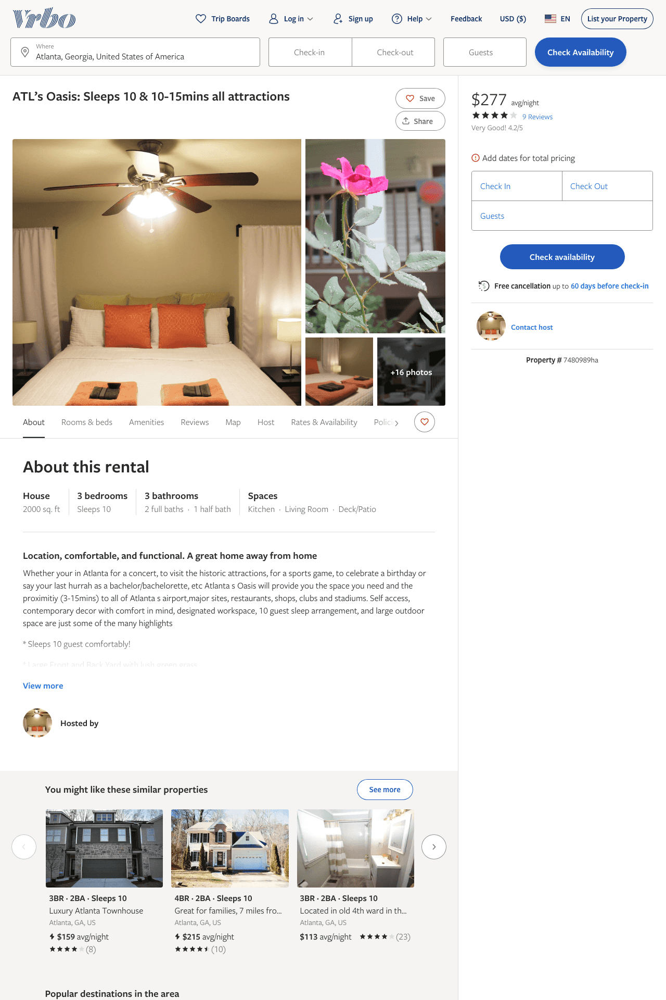 Vrbo
Trip Boards
Log in
Sign up
Help
Feedback
USD ($)
EN
List your Property
Where
Atlanta, Georgia, United States of America
Check-in
Check-out
Guests
Check Availability
ATL's Oasis: Sleeps 10 & 10-15mins all attractions
Save
Share
+16 photos
$277 avg/night
9 Reviews
Very Good! 4.2/5
Add dates for total pricing
Check In
Check Out
Guests
Check availability
Free cancellation up to 60 days before check-in
Contact host
Property # 7480989ha
About
Rooms & beds
Amenities
Reviews
Map
Host
Rates & Availability
About this rental
House
2000 sq. ft
3 bedrooms
Sleeps 10
3 bathrooms
2 full baths · 1 half bath
Spaces
Kitchen · Living Room · Deck/Patio
Location, comfortable, and functional. A great home away from home
Whether your in Atlanta for a concert, to visit the historic attractions, for a sports game, to celebrate a birthday or
say your last hurrah as a bachelor/bachelorette, etc Atlanta s Oasis will provide you the space you need and the
proximitiy (3-15mins) to all of Atlanta s airport,major sites, restaurants, shops, clubs and stadiums. Self access,
contemporary decor with comfort in mind, designated workspace, 10 guest sleep arrangement, and large outdoor
space are just some of the many highlights
* Sleeps 10 guest comfortably!
* Large Front and Back Yard with lush green grass
View more
Hosted by
You might like these similar properties
See more
3BR · 2BA · Sleeps 10
Luxury Atlanta Townhouse
Atlanta, GA, US
$159 avg/night
(8)
4BR · 2BA · Sleeps 10
Great for families, 7 miles fro...
Atlanta, GA, US
$215 avg/night
(10)
3BR · 2BA · Sleeps 10
Located in old 4th ward in th...
Atlanta, GA, US
$113 avg/night
(23)
Popular destinations in the area